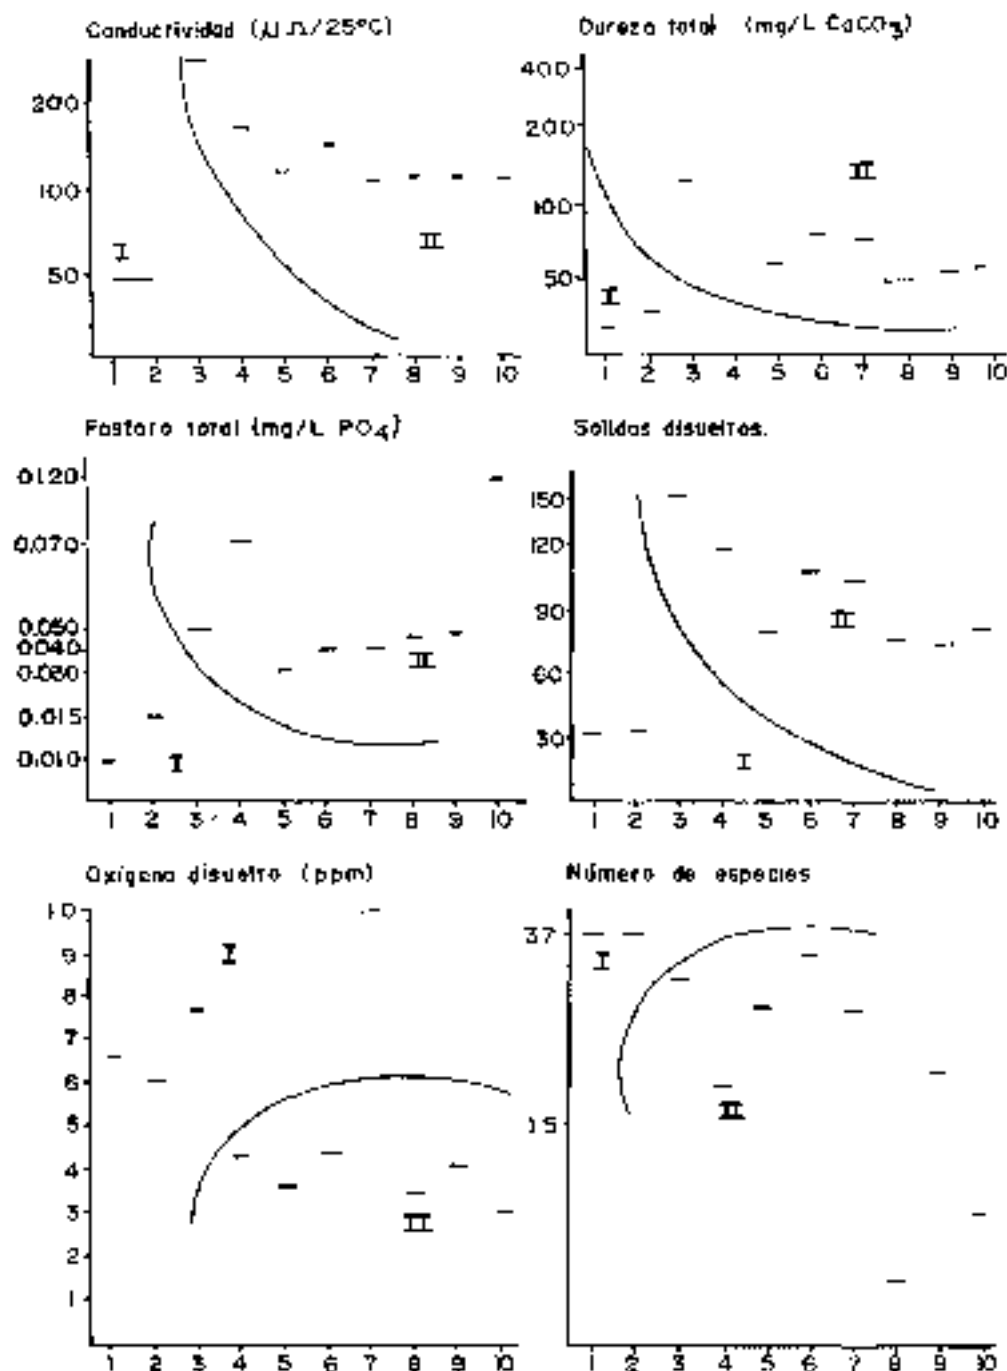 Conductividad (µΩ/25°C)
200
100
50
I
II
1 2 3 4 5 6 7 8 9 10
Dureza total (mg/L CaCO3)
400
200
100
50
I
II
1 2 3 4 5 6 7 8 9 10
Fosforo total (mg/L PO4)
0.120
0.070
0.050
0.040
0.030
0.015
0.010
I
II
1 2 3 4 5 6 7 8 9 10
Solidos disueltos.
150
120
90
60
30
I
II
1 2 3 4 5 6 7 8 9 10
Oxígeno disuelto (ppm)
10
9
8
7
6
5
4
3
2
1
I
II
1 2 3 4 5 6 7 8 9 10
Número de especies
37
15
I
II
1 2 3 4 5 6 7 8 9 10